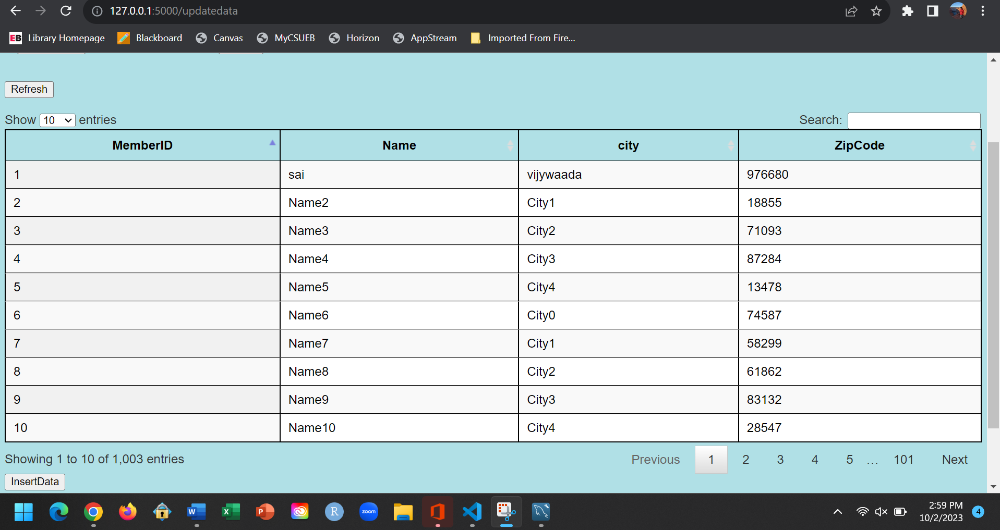 127.0.0.1:5000/updatedata
EB Library Homepage Blackboard Canvas MyCSUEB Horizon AppStream Imported From Fire...
Refresh
Show 10 entries Search:
MemberID Name city ZipCode
1 sai vijywaada 976680
2 Name2 City1 18855
3 Name3 City2 71093
4 Name4 City3 87284
5 Name5 City4 13478
6 Name6 City0 74587
7 Name7 City1 58299
8 Name8 City2 61862
9 Name9 City3 83132
10 Name10 City4 28547
Showing 1 to 10 of 1,003 entries Previous 1 2 3 4 5 … 101 Next
InsertData
W X P R zoom 2:59 PM 4
10/2/2023